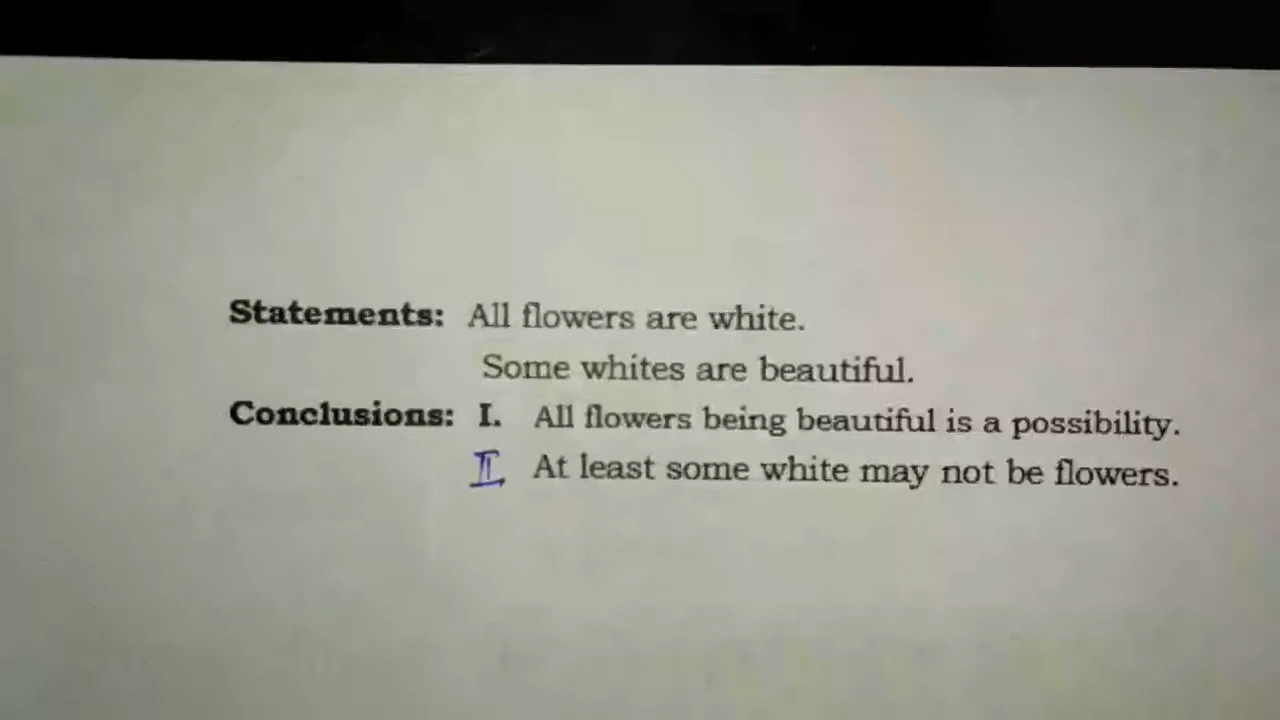 Statements: All flowers are white.
Some whites are beautiful.
Conclusions: I. All flowers being beautiful is a possibility.
II. At least some white may not be flowers.